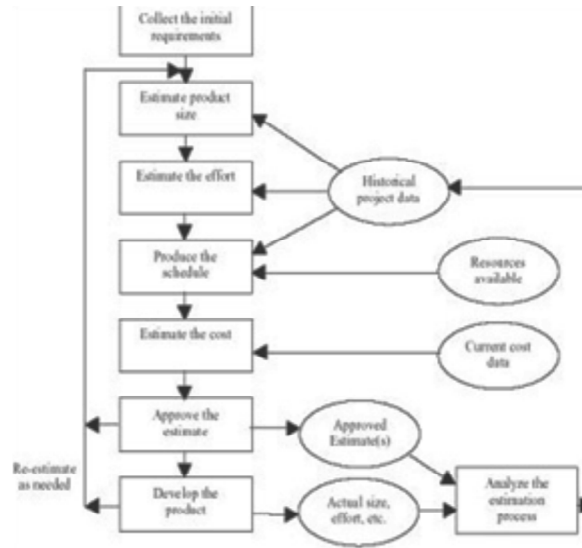 Collect the initial
requirements
Estimate product
size
Estimate the effort
Historical
project data
Produce the
schedule
Resources
available
Estimate the cost
Current cost
data
Approve the
estimate
Approved
Estimate(s)
Re-estimate
as needed
Develop the
product
Actual size,
effort, etc.
Analyze the
estimation
process